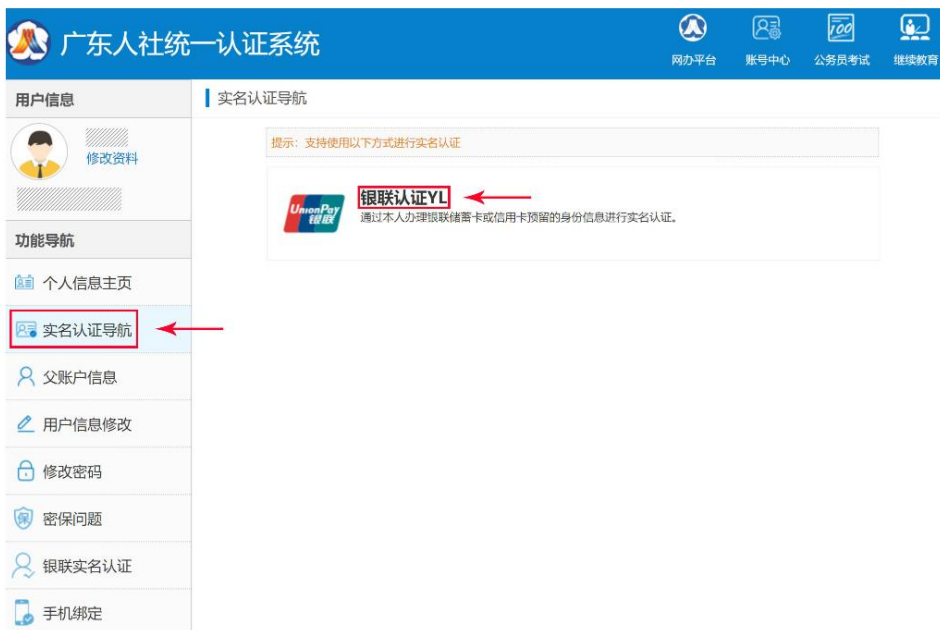 广东人社统一认证系统
网办平台
账号中心
100
公务员考试
继续教育
用户信息
修改资料
功能导航
个人信息主页
实名认证导航
父账户信息
用户信息修改
修改密码
保
密保问题
银联实名认证
手机绑定
实名认证导航
提示：支持使用以下方式进行实名认证
UnionPay
银联
银联认证YL
通过本人办理银联储蓄卡或信用卡预留的身份信息进行实名认证。